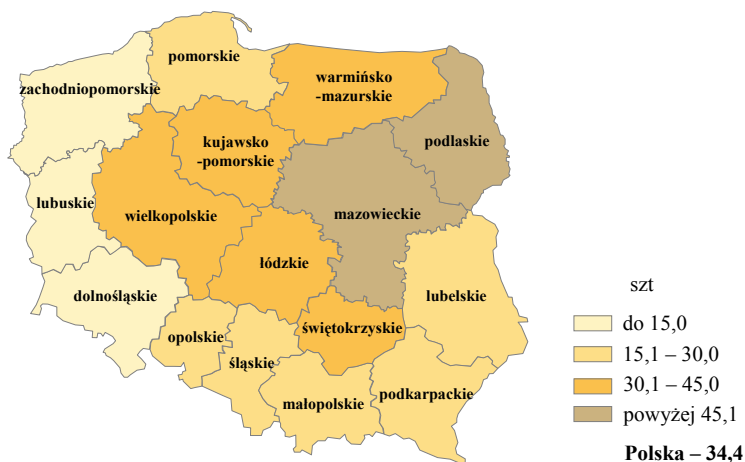 pomorskie
warmińsko
-mazurskie
zachodniopomorskie
podlaskie
kujawsko
-pomorskie
lubuskie
wielkopolskie
mazowieckie
łódzkie
dolnośląskie
lubelskie
świętokrzyskie
opolskie
śląskie
podkarpackie
małopolskie
szt
do 15,0
15,1 – 30,0
30,1 – 45,0
powyżej 45,1
Polska – 34,4